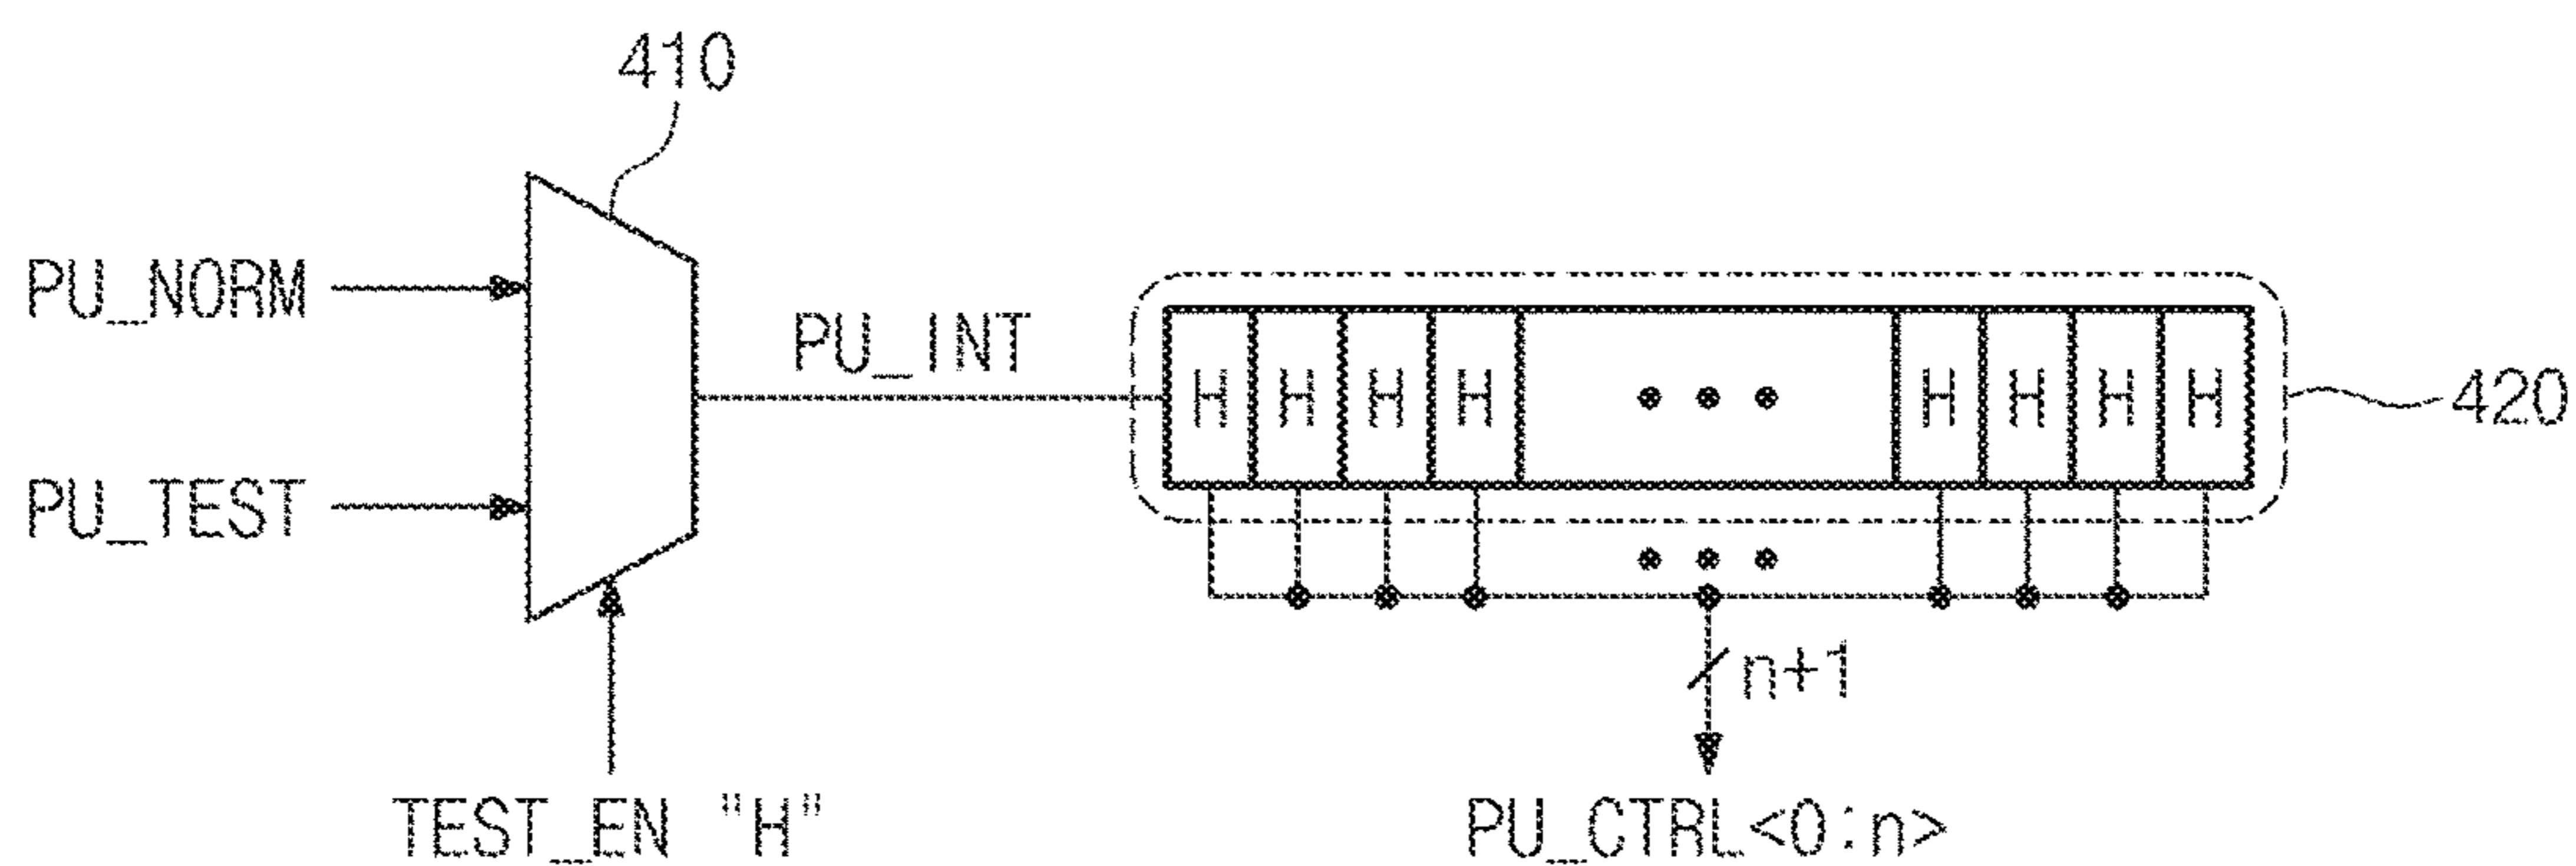 410
PU_NORM
PU_INT
H H H H ••• H H H H
420
PU_TEST
•••
n+1
TEST_EN "H"
PU_CTRL<0:n>